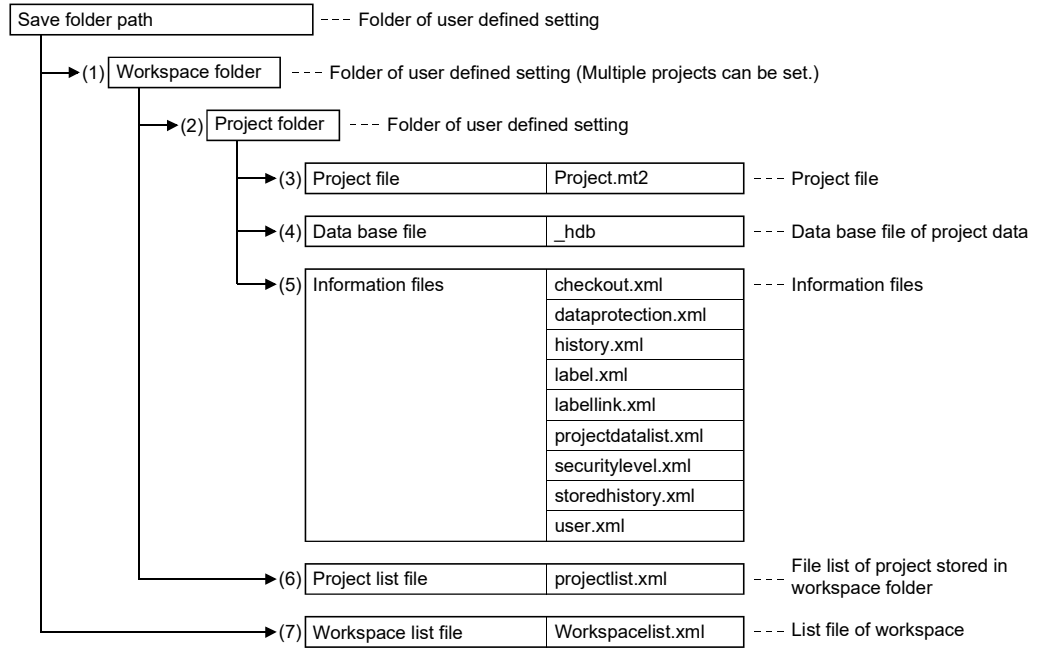 Save folder path --- Folder of user defined setting
(1) Workspace folder --- Folder of user defined setting (Multiple projects can be set.)
(2) Project folder --- Folder of user defined setting
(3) Project file Project.mt2 --- Project file
(4) Data base file _hdb --- Data base file of project data
(5) Information files checkout.xml --- Information files
dataprotection.xml
history.xml
label.xml
labellink.xml
projectdatalist.xml
securitylevel.xml
storedhistory.xml
user.xml
(6) Project list file projectlist.xml --- File list of project stored in
workspace folder
(7) Workspace list file Workspacelist.xml --- List file of workspace